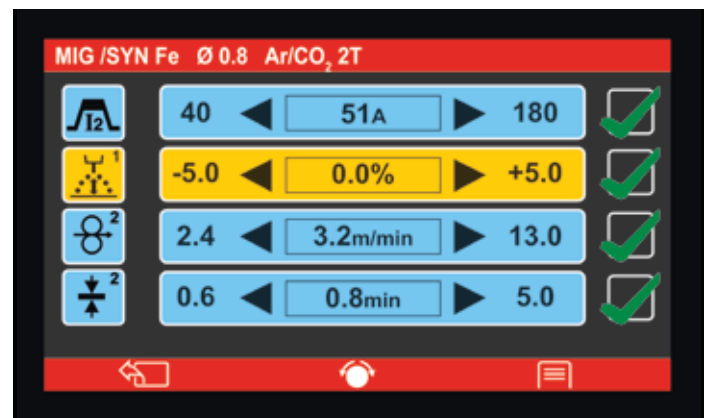 MIG /SYN Fe Ø 0.8 Ar/CO₂ 2T
I2 40 51A 180
1 -5.0 0.0% +5.0
2 2.4 3.2m/min 13.0
2 0.6 0.8min 5.0